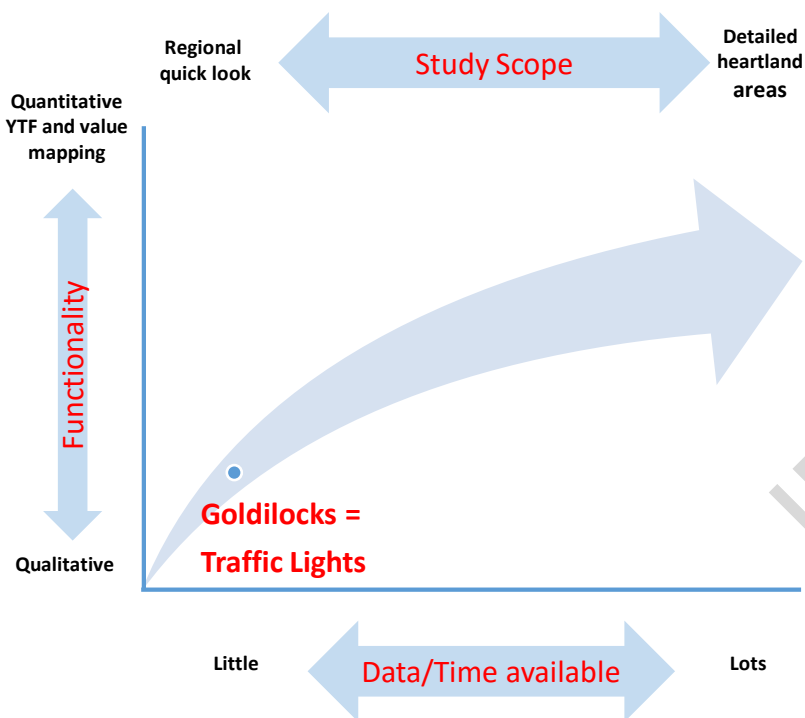 Regional
quick look
Study Scope
Detailed
heartland
areas
Quantitative
YTF and value
mapping
Functionality
Goldilocks =
Traffic Lights
Qualitative
Little
Data/Time available
Lots